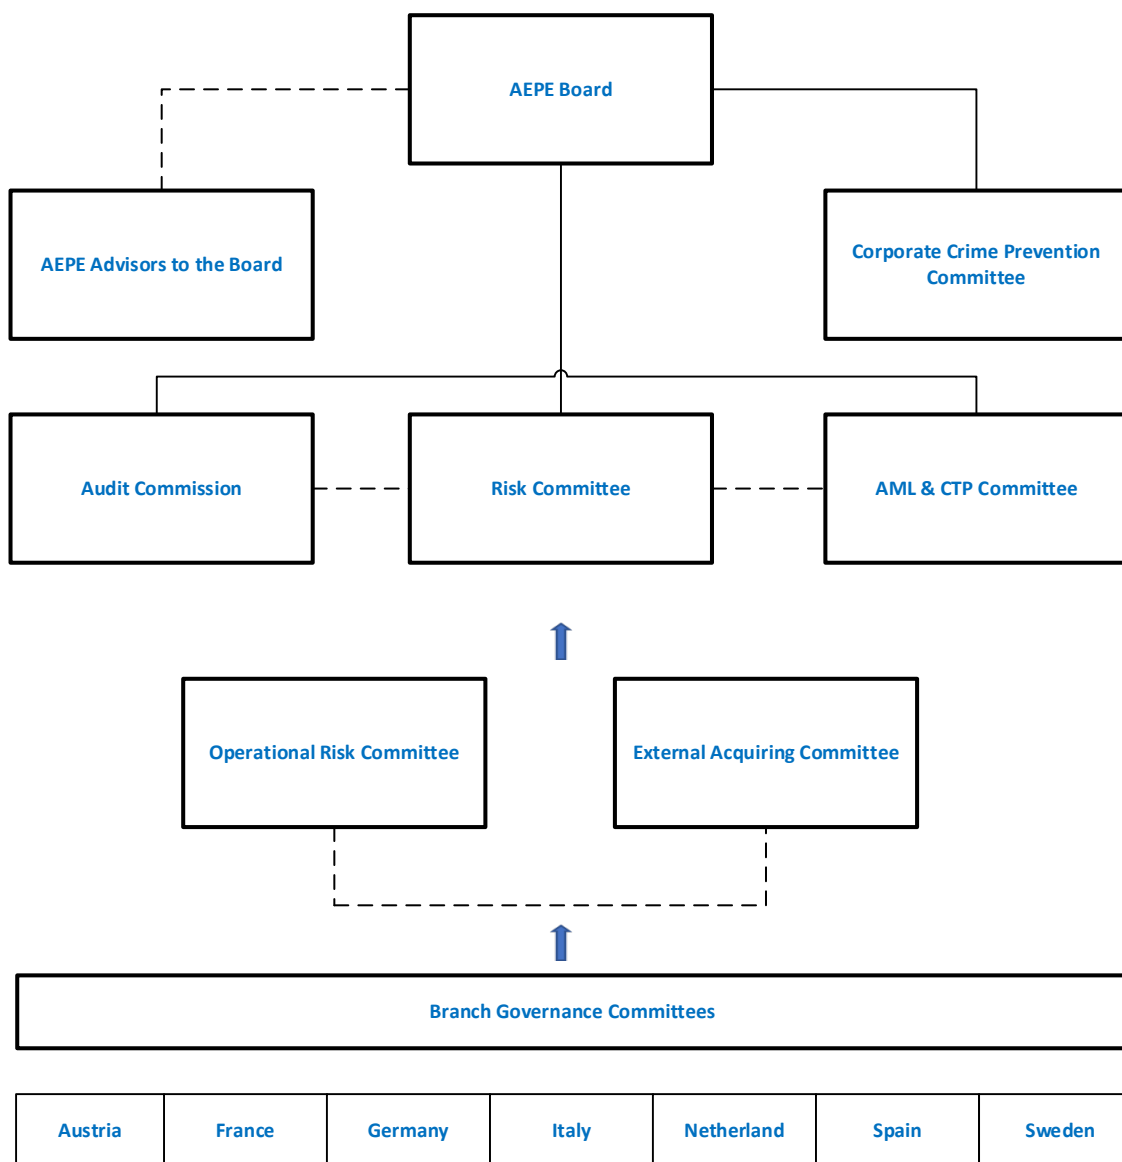 AEPE Board
AEPE Advisors to the Board
Corporate Crime Prevention
Committee
Audit Commission
Risk Committee
AML & CTP Committee
Operational Risk Committee
External Acquiring Committee
Branch Governance Committees
Austria
France
Germany
Italy
Netherland
Spain
Sweden